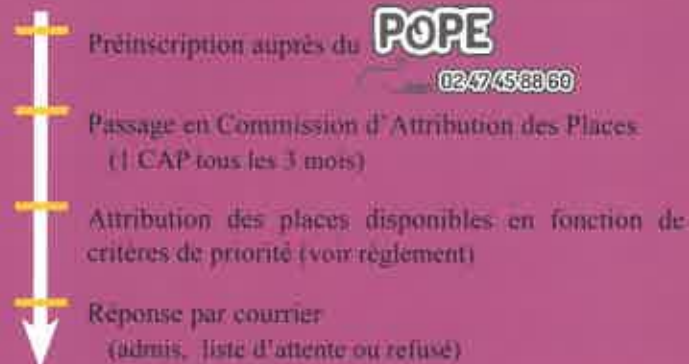 Préinscription auprès du POPE
02 47 45 88 60
Passage en Commission d'Attribution des Places
(1 CAP tous les 3 mois)
Attribution des places disponibles en fonction de
critères de priorité (voir règlement)
Réponse par courrier
(admis, liste d'attente ou refusé)